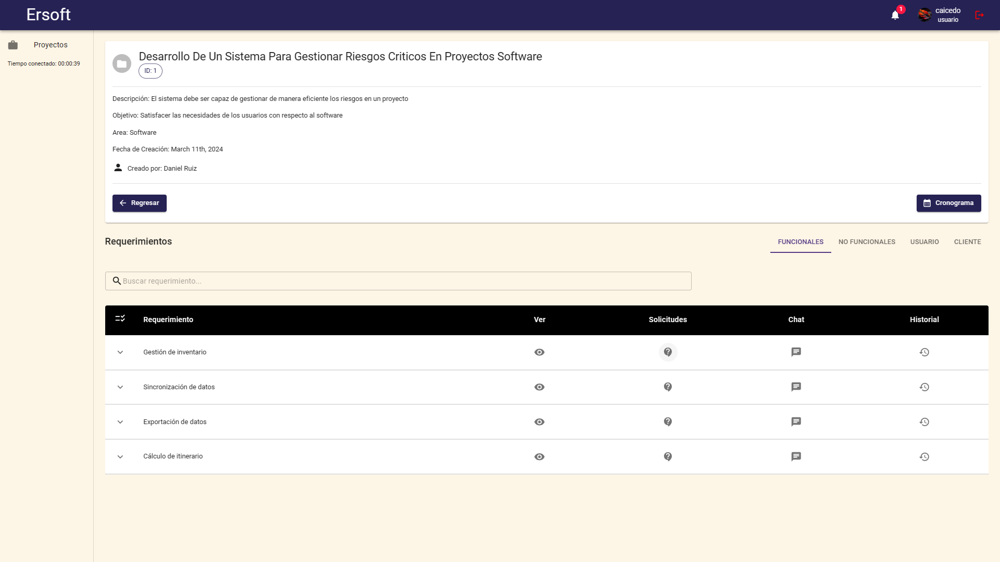 Ersoft
1
caicedo
usuario
Proyectos
Tiempo conectado: 00:00:39
Desarrollo De Un Sistema Para Gestionar Riesgos Criticos En Proyectos Software
ID: 1
Descripción: El sistema debe ser capaz de gestionar de manera eficiente los riesgos en un proyecto
Objetivo: Satisfacer las necesidades de los usuarios con respecto al software
Area: Software
Fecha de Creación: March 11th, 2024
Creado por: Daniel Ruiz
Regresar
Cronograma
Requerimientos
FUNCIONALES NO FUNCIONALES USUARIO CLIENTE
Buscar requerimiento...
Requerimiento Ver Solicitudes Chat Historial
Gestión de inventario
Sincronización de datos
Exportación de datos
Cálculo de itinerario